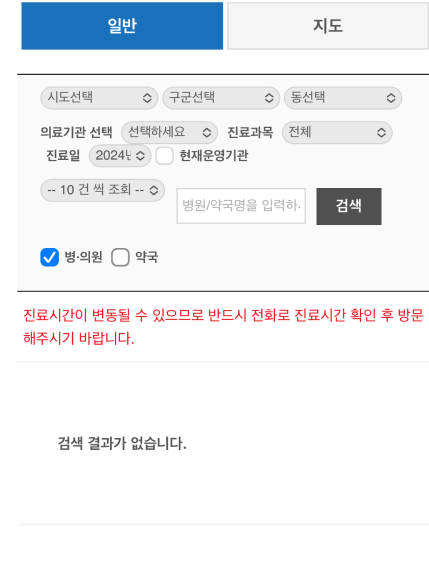 일반 지도
시도선택 구군선택 동선택
의료기관 선택 선택하세요 진료과목 전체
진료일 2024년 현재운영기관
-- 10 건 씩 조회 --
병원/약국명을 입력하. 검색
병·의원 약국
진료시간이 변동될 수 있으므로 반드시 전화로 진료시간 확인 후 방문
해주시기 바랍니다.
검색 결과가 없습니다.